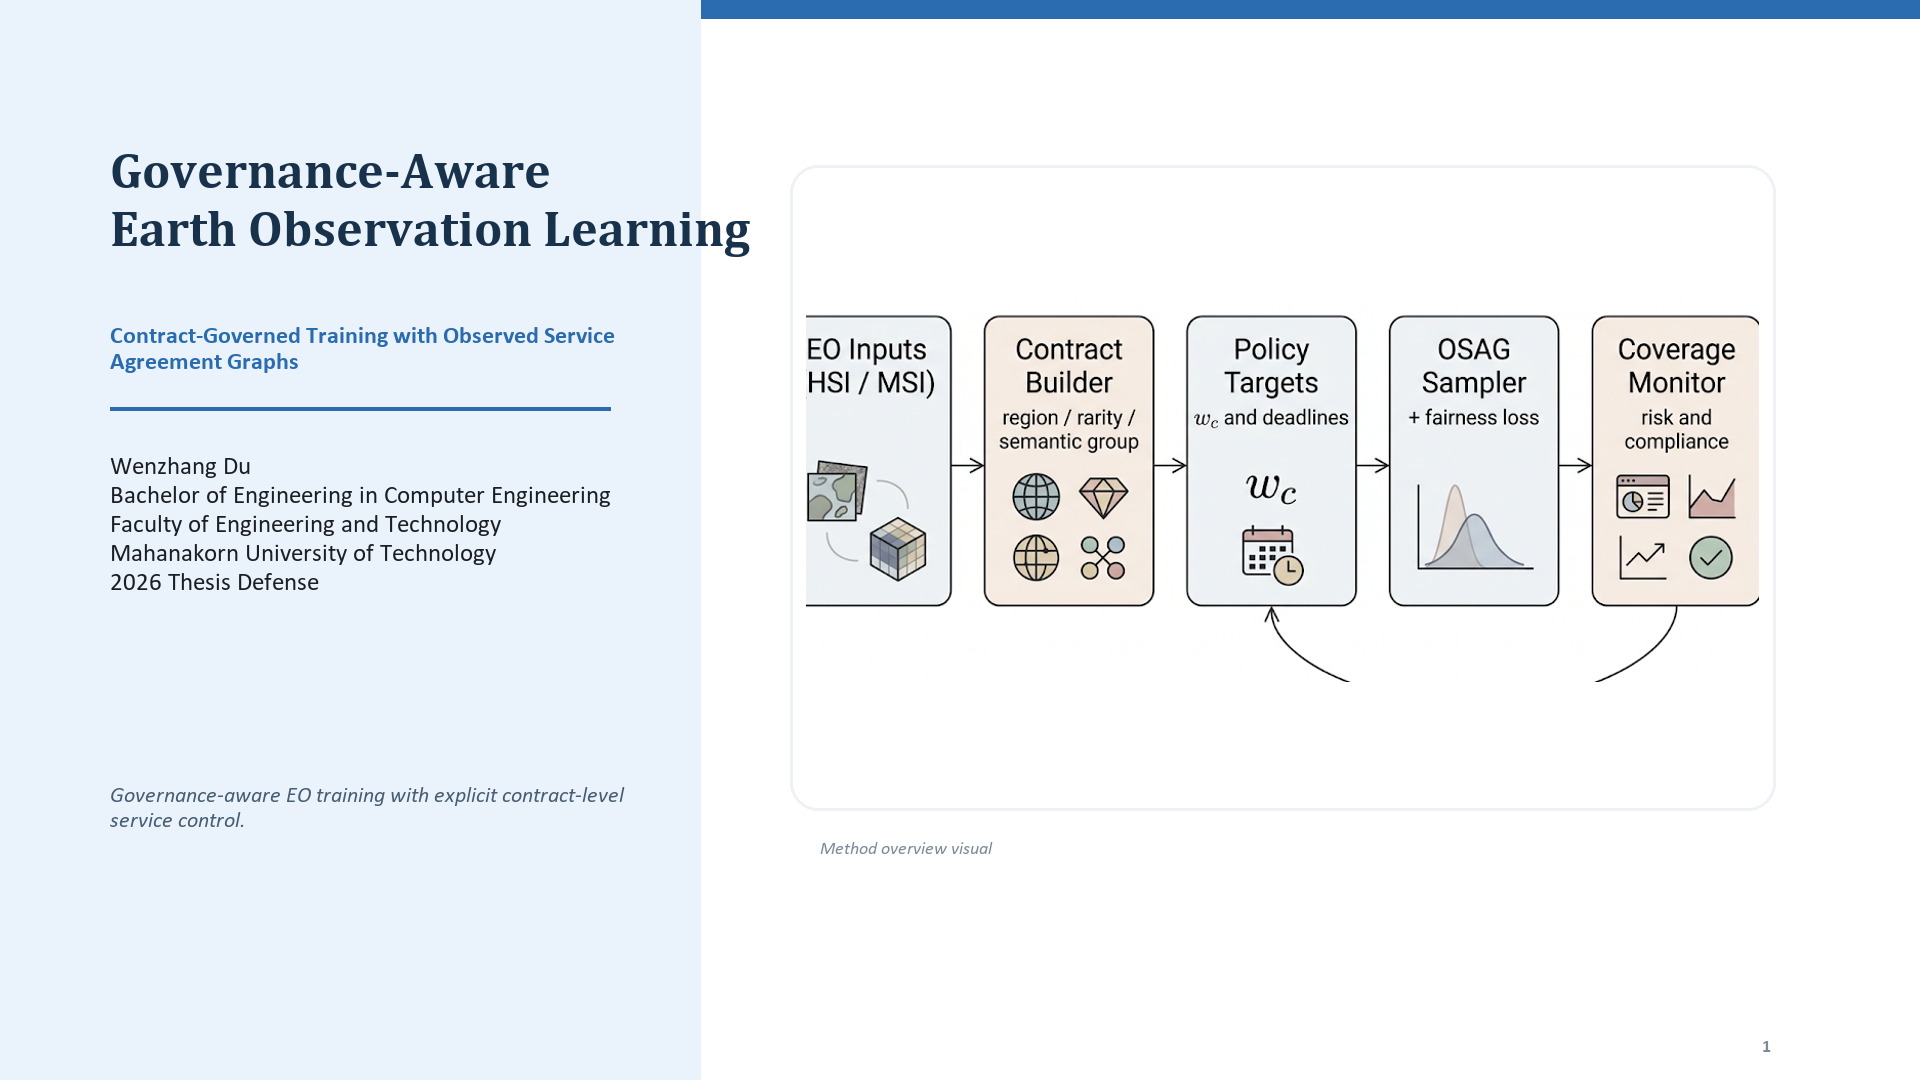 Governance-Aware
Earth Observation Learning
Contract-Governed Training with Observed Service
Agreement Graphs
Wenzhang Du
Bachelor of Engineering in Computer Engineering
Faculty of Engineering and Technology
Mahanakorn University of Technology
2026 Thesis Defense
Governance-aware EO training with explicit contract-level
service control.
EO Inputs
HSI / MSI)
Contract
Builder
region / rarity /
semantic group
Policy
Targets
w_c and deadlines
w_c
OSAG
Sampler
+ fairness loss
Coverage
Monitor
risk and
compliance
Method overview visual
1